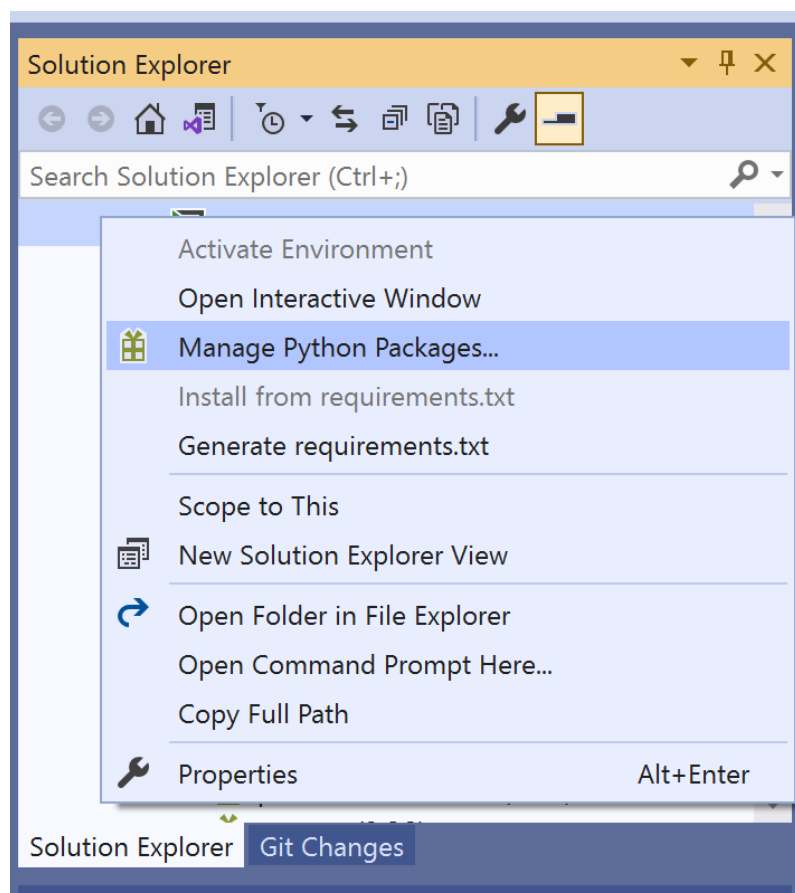 Solution Explorer
Search Solution Explorer (Ctrl+;)
Activate Environment
Open Interactive Window
Manage Python Packages...
Install from requirements.txt
Generate requirements.txt
Scope to This
New Solution Explorer View
Open Folder in File Explorer
Open Command Prompt Here...
Copy Full Path
Properties Alt+Enter
Solution Explorer Git Changes